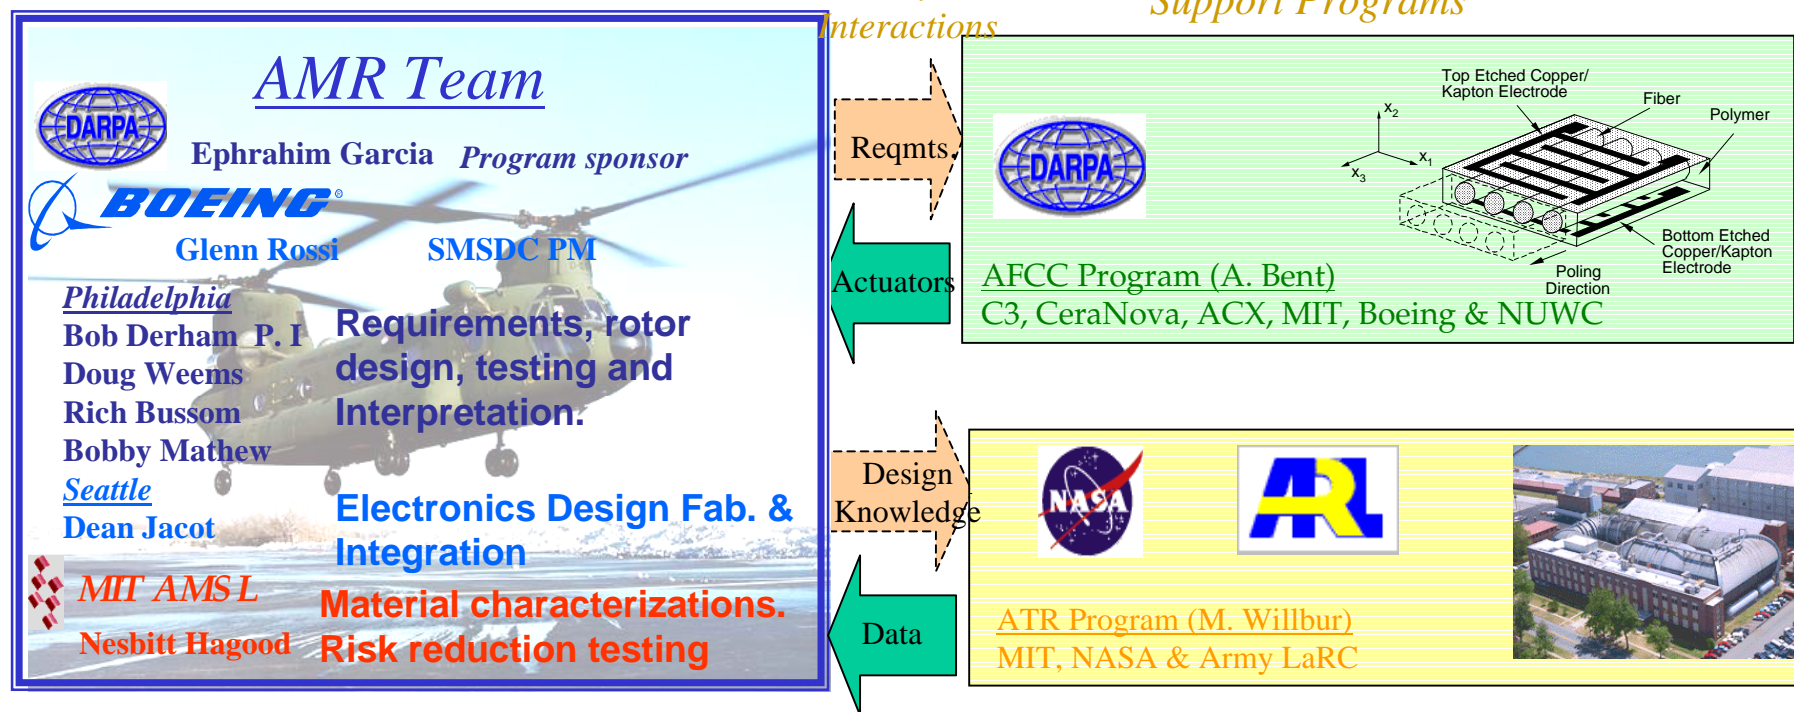 Interactions
Support Programs
AMR Team
DARPA
Ephrahim Garcia Program sponsor
BOEING®
Glenn Rossi SMSDC PM
Philadelphia
Bob Derham P. I
Doug Weems
Rich Bussom
Bobby Mathew
Seattle
Dean Jacot
Requirements, rotor
design, testing and
Interpretation.
Electronics Design Fab. &
Integration
MIT AMSL
Nesbitt Hagood
Material characterizations.
Risk reduction testing
Reqmts.
Actuators
Design
Knowledge
Data
DARPA
Top Etched Copper/
Kapton Electrode
Fiber
Polymer
x2
x1
x3
Bottom Etched
Copper/Kapton
Electrode
Poling
Direction
AFCC Program (A. Bent)
C3, CeraNova, ACX, MIT, Boeing & NUWC
NASA
ARL
ATR Program (M. Willbur)
MIT, NASA & Army LaRC